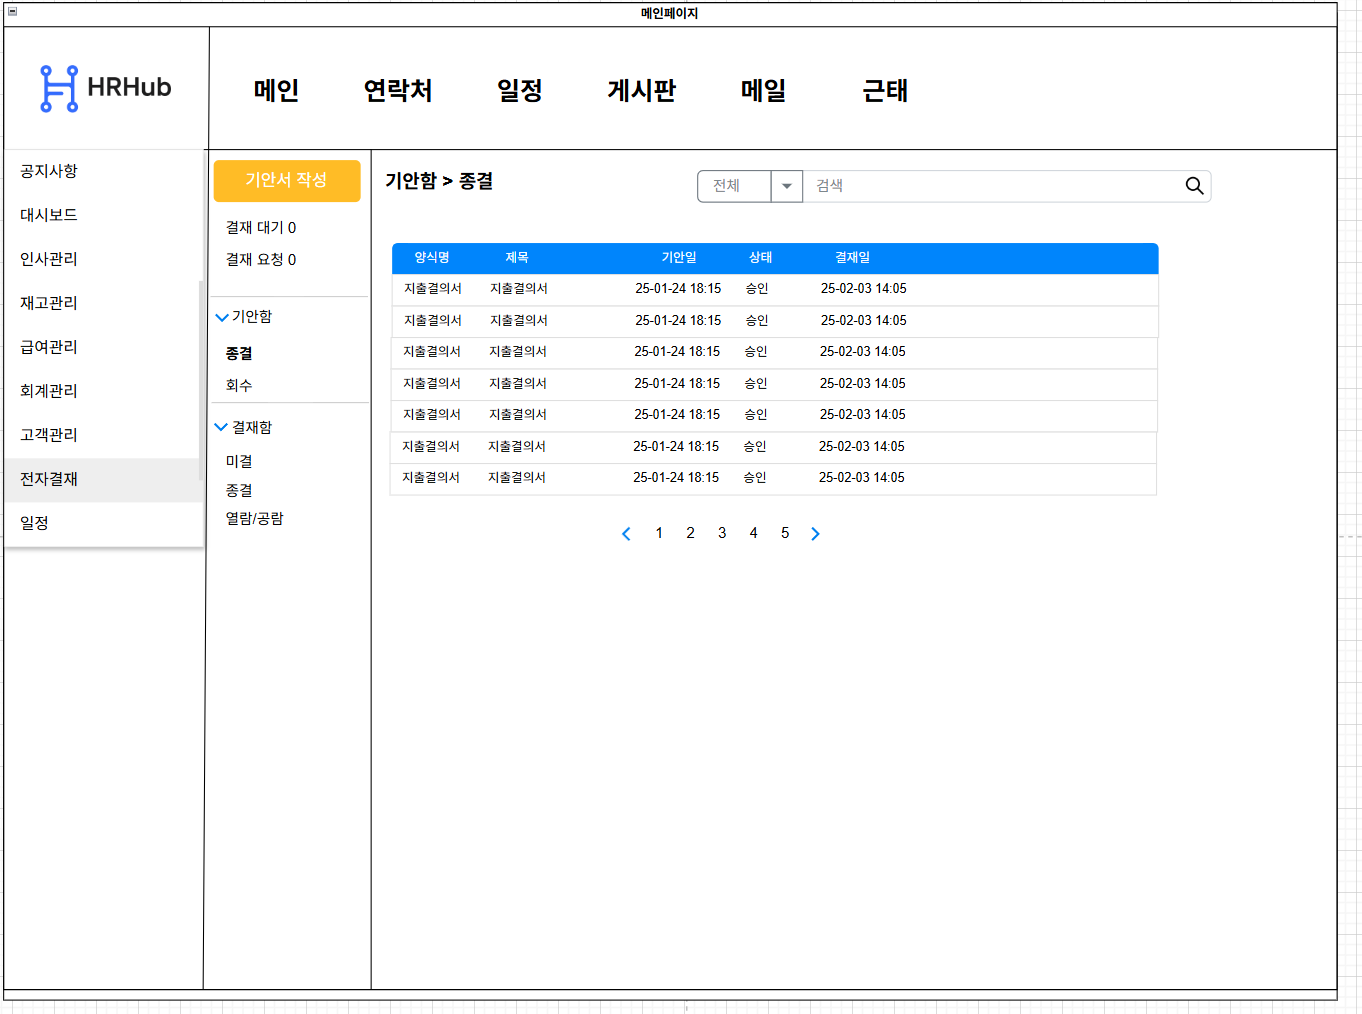 메인페이지
HRHub
메인 연락처 일정 게시판 메일 근태
공지사항
대시보드
인사관리
재고관리
급여관리
회계관리
고객관리
전자결재
일정
기안서 작성
결재 대기 0
결재 요청 0
기안함
종결
회수
결재함
미결
종결
열람/공람
기안함 > 종결
전체 검색
양식명 제목 기안일 상태 결재일
지출결의서 지출결의서 25-01-24 18:15 승인 25-02-03 14:05
지출결의서 지출결의서 25-01-24 18:15 승인 25-02-03 14:05
지출결의서 지출결의서 25-01-24 18:15 승인 25-02-03 14:05
지출결의서 지출결의서 25-01-24 18:15 승인 25-02-03 14:05
지출결의서 지출결의서 25-01-24 18:15 승인 25-02-03 14:05
지출결의서 지출결의서 25-01-24 18:15 승인 25-02-03 14:05
지출결의서 지출결의서 25-01-24 18:15 승인 25-02-03 14:05
1 2 3 4 5